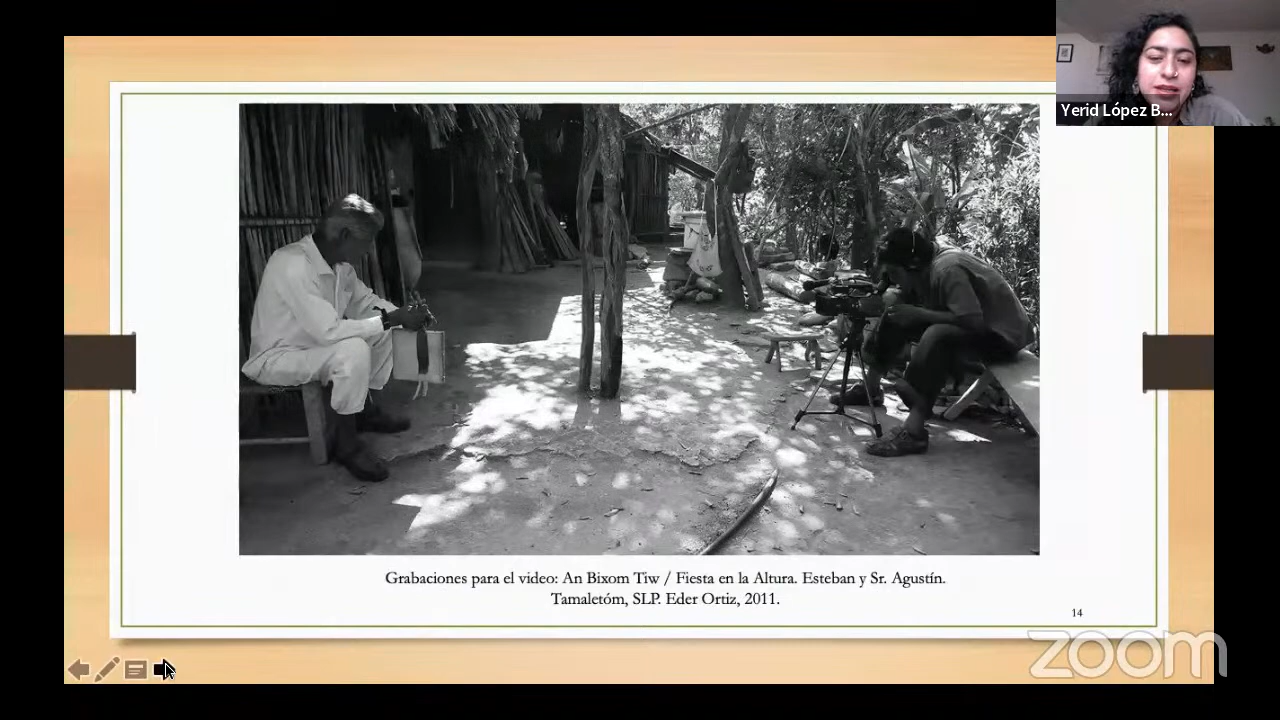 Yerid López B...
Grabaciones para el video: An Bixom Tiw / Fiesta en la Altura. Esteban y Sr. Agustín.
Tamaletóm, SLP. Eder Ortiz, 2011.
14
zoom